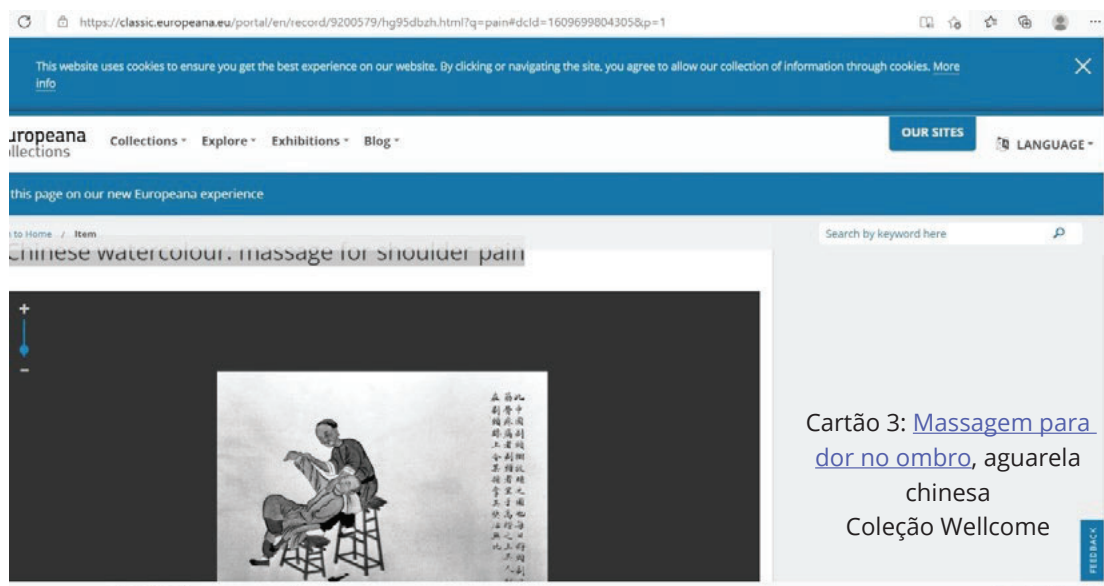 https://classic.europeana.eu/portal/en/record/9200579/hg95dbzh.html?q=pain#dcId=1609699804305&p=1
This website uses cookies to ensure you get the best experience on our website. By clicking or navigating the site, you agree to allow our collection of information through cookies. More
info
uropeana
ollections
Collections
Explore
Exhibitions
Blog
OUR SITES
LANGUAGE
this page on our new Europeana experience
to Home / Item
Search by keyword here
Chinese watercolour: massage for shoulder pain
+
−
Cartão 3: Massagem para
dor no ombro, aguarela
chinesa
Coleção Wellcome
FEEDBACK